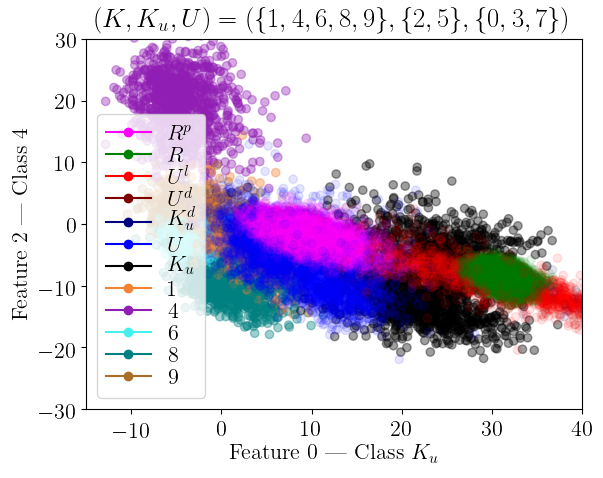 (K, K_u, U) = ({1, 4, 6, 8, 9}, {2, 5}, {0, 3, 7})
30
20
10
0
−10
−20
−30
Feature 2 — Class 4
R^p
R
U^l
U^d
K_u^d
U
K_u
1
4
6
8
9
−10
0
10
20
30
40
Feature 0 — Class K_u